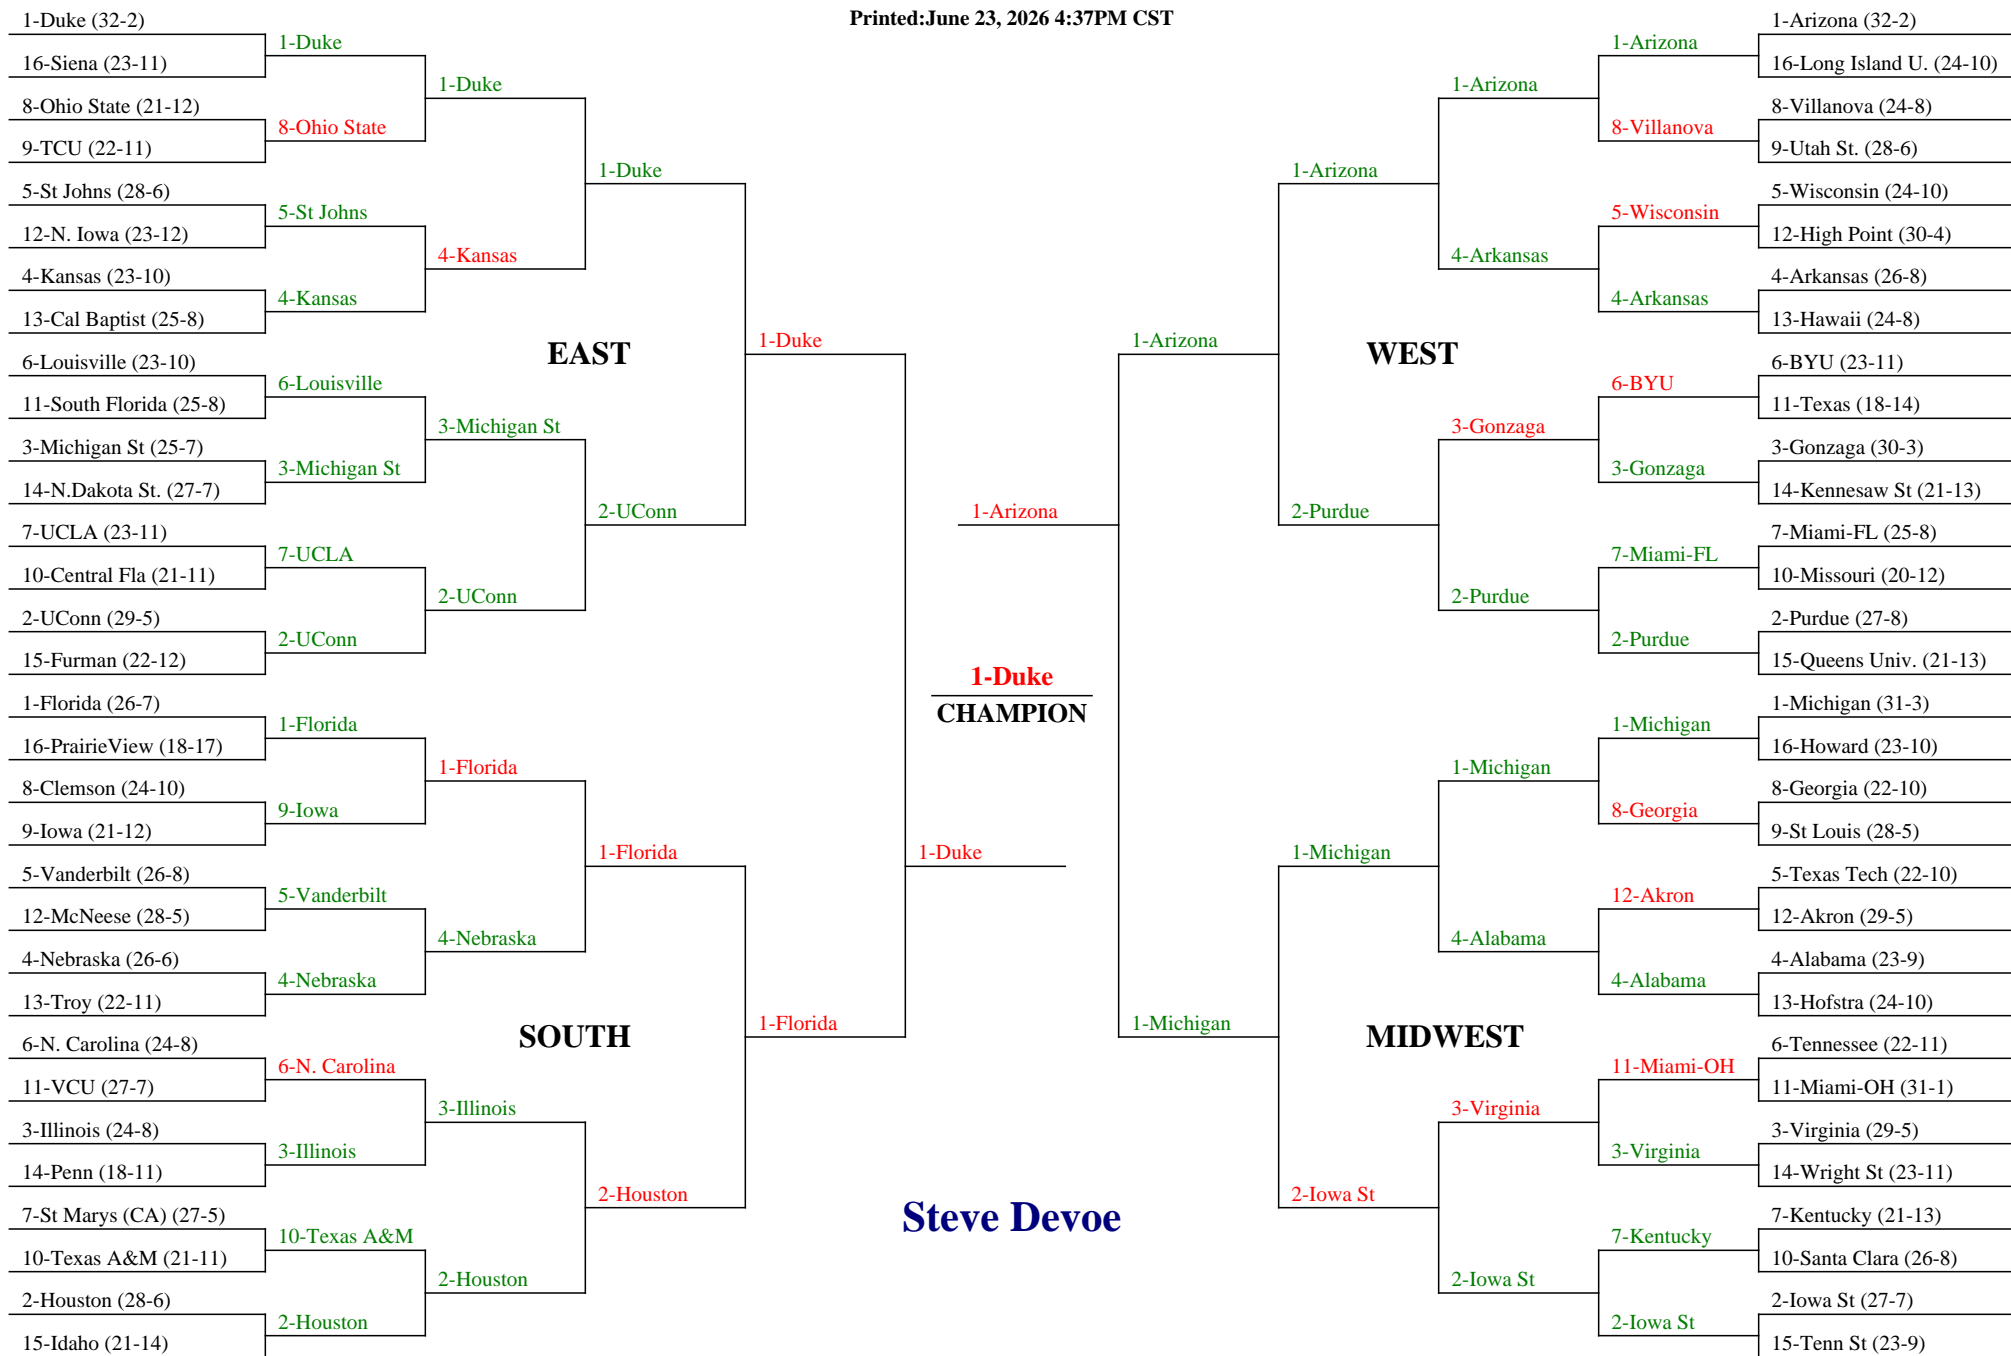 Printed:June 23, 2026 4:37PM CST
1-Duke (32-2)
16-Siena (23-11)
8-Ohio State (21-12)
9-TCU (22-11)
5-St Johns (28-6)
12-N. Iowa (23-12)
4-Kansas (23-10)
13-Cal Baptist (25-8)
6-Louisville (23-10)
11-South Florida (25-8)
3-Michigan St (25-7)
14-N.Dakota St. (27-7)
7-UCLA (23-11)
10-Central Fla (21-11)
2-UConn (29-5)
15-Furman (22-12)
1-Florida (26-7)
16-PrairieView (18-17)
8-Clemson (24-10)
9-Iowa (21-12)
5-Vanderbilt (26-8)
12-McNeese (28-5)
4-Nebraska (26-6)
13-Troy (22-11)
6-N. Carolina (24-8)
11-VCU (27-7)
3-Illinois (24-8)
14-Penn (18-11)
7-St Marys (CA) (27-5)
10-Texas A&M (21-11)
2-Houston (28-6)
15-Idaho (21-14)
1-Duke
8-Ohio State
5-St Johns
4-Kansas
6-Louisville
3-Michigan St
7-UCLA
2-UConn
1-Florida
9-Iowa
5-Vanderbilt
4-Nebraska
6-N. Carolina
3-Illinois
10-Texas A&M
2-Houston
1-Duke
4-Kansas
3-Michigan St
2-UConn
1-Florida
4-Nebraska
3-Illinois
2-Houston
EAST
SOUTH
1-Duke
2-UConn
1-Florida
2-Houston
1-Duke
1-Florida
1-Arizona
1-Duke
CHAMPION
1-Duke
Steve Devoe
1-Arizona
1-Michigan
1-Arizona
2-Purdue
1-Michigan
2-Iowa St
WEST
MIDWEST
1-Arizona
4-Arkansas
3-Gonzaga
2-Purdue
1-Michigan
4-Alabama
3-Virginia
2-Iowa St
1-Arizona
8-Villanova
5-Wisconsin
4-Arkansas
6-BYU
3-Gonzaga
7-Miami-FL
2-Purdue
1-Michigan
8-Georgia
12-Akron
4-Alabama
11-Miami-OH
3-Virginia
7-Kentucky
2-Iowa St
1-Arizona (32-2)
16-Long Island U. (24-10)
8-Villanova (24-8)
9-Utah St. (28-6)
5-Wisconsin (24-10)
12-High Point (30-4)
4-Arkansas (26-8)
13-Hawaii (24-8)
6-BYU (23-11)
11-Texas (18-14)
3-Gonzaga (30-3)
14-Kennesaw St (21-13)
7-Miami-FL (25-8)
10-Missouri (20-12)
2-Purdue (27-8)
15-Queens Univ. (21-13)
1-Michigan (31-3)
16-Howard (23-10)
8-Georgia (22-10)
9-St Louis (28-5)
5-Texas Tech (22-10)
12-Akron (29-5)
4-Alabama (23-9)
13-Hofstra (24-10)
6-Tennessee (22-11)
11-Miami-OH (31-1)
3-Virginia (29-5)
14-Wright St (23-11)
7-Kentucky (21-13)
10-Santa Clara (26-8)
2-Iowa St (27-7)
15-Tenn St (23-9)